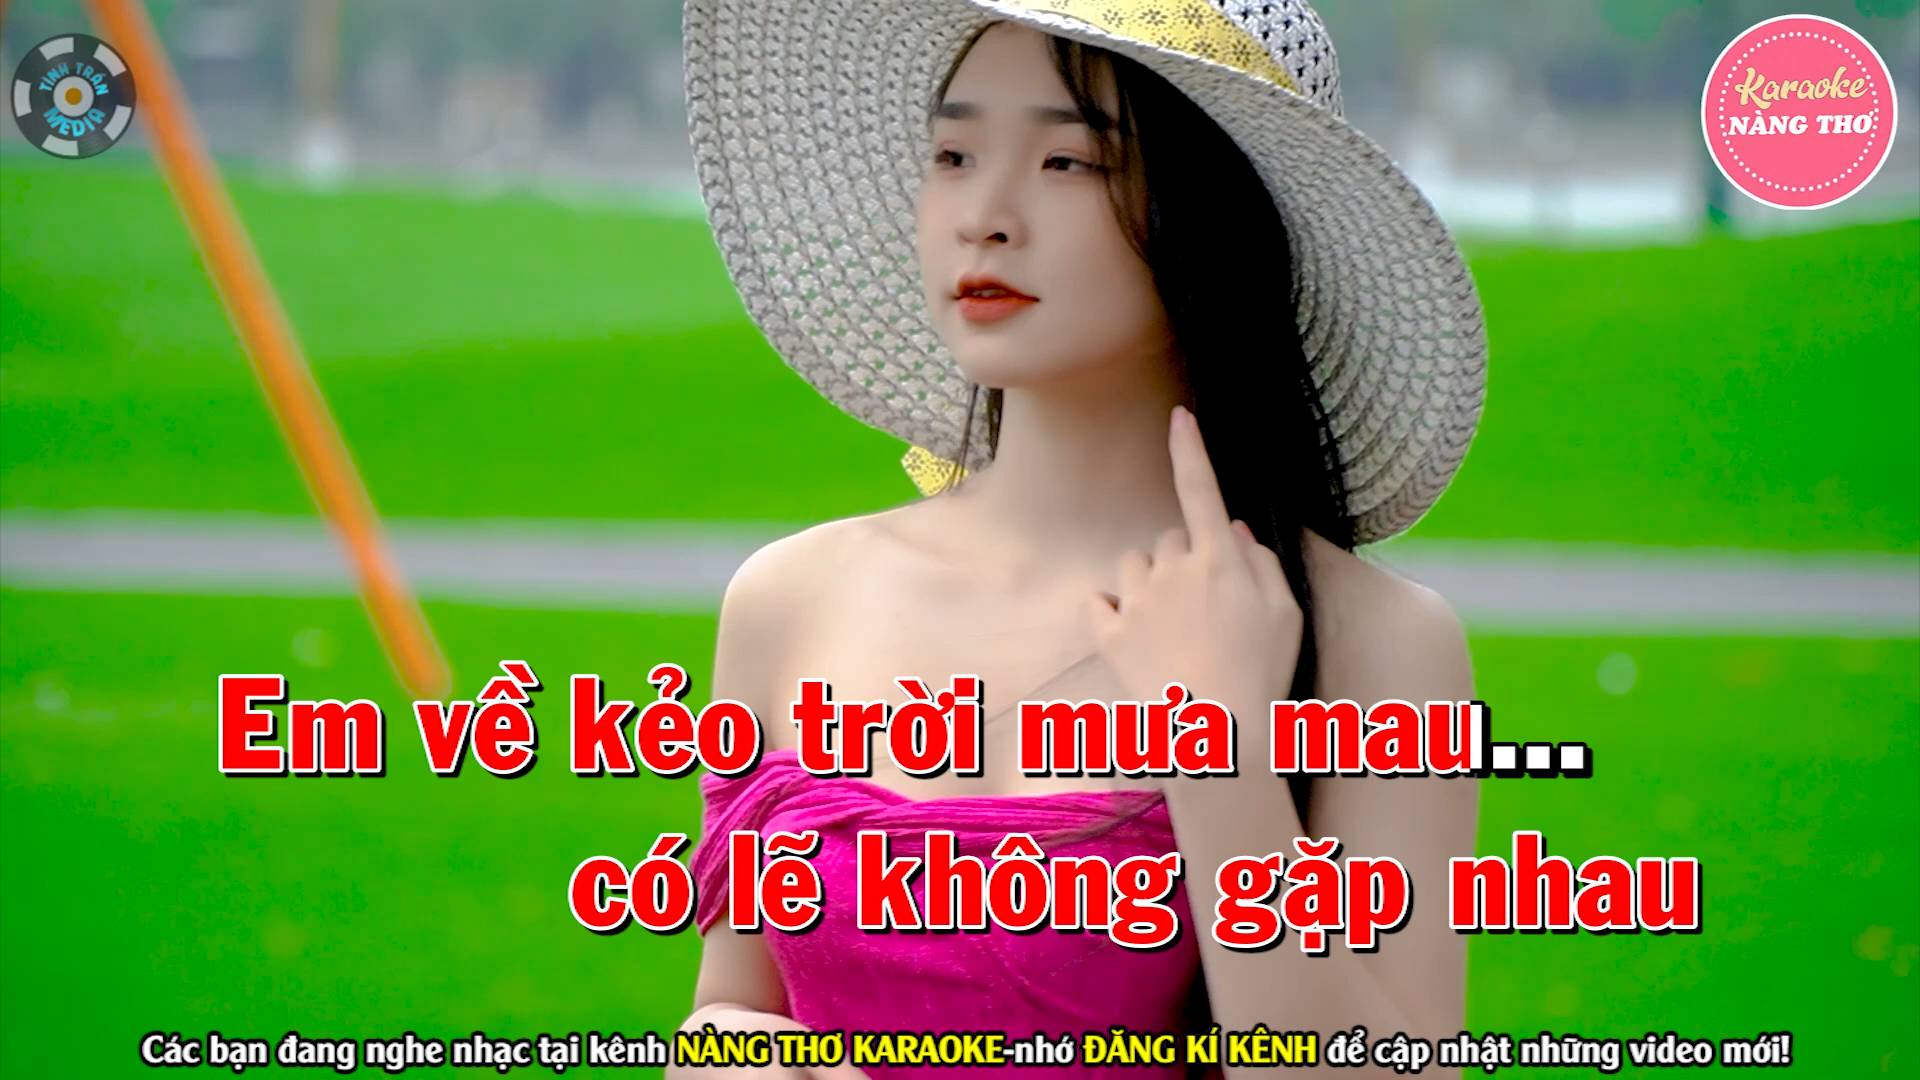 TÌNH TRẦN
MEDIA
Karaoke
NÀNG THƠ
Em về kẻo trời mưa mau...
có lẽ không gặp nhau
Các bạn đang nghe nhạc tại kênh NÀNG THƠ KARAOKE-nhớ ĐĂNG KÍ KÊNH để cập nhật những video mới!